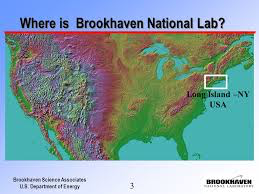 Where is Brookhaven National Lab?
Long Island –NY
USA
Brookhaven Science Associates
U.S. Department of Energy
3
BROOKHAVEN
NATIONAL LABORATORY